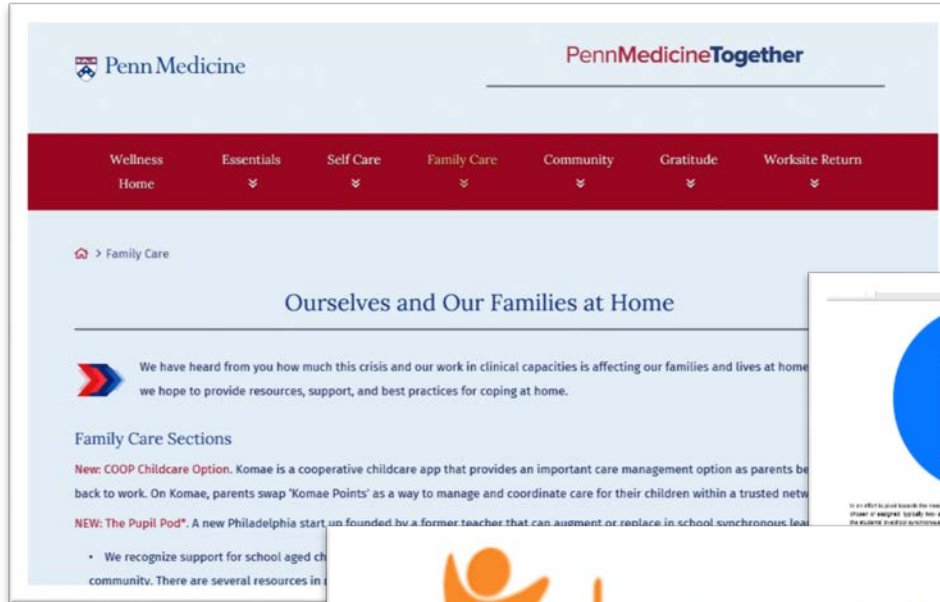 Penn Medicine
PennMedicineTogether
Wellness Home
Essentials
Self Care
Family Care
Community
Gratitude
Worksite Return
> Family Care
Ourselves and Our Families at Home
We have heard from you how much this crisis and our work in clinical capacities is affecting our families and lives at home
we hope to provide resources, support, and best practices for coping at home.
Family Care Sections
New: COOP Childcare Option. Komae is a cooperative childcare app that provides an important care management option as parents be
back to work. On Komae, parents swap 'Komae Points' as a way to manage and coordinate care for their children within a trusted netw
NEW: The Pupil Pod*. A new Philadelphia start up founded by a former teacher that can augment or replace in school synchronous lear
• We recognize support for school aged ch
community. There are several resources in